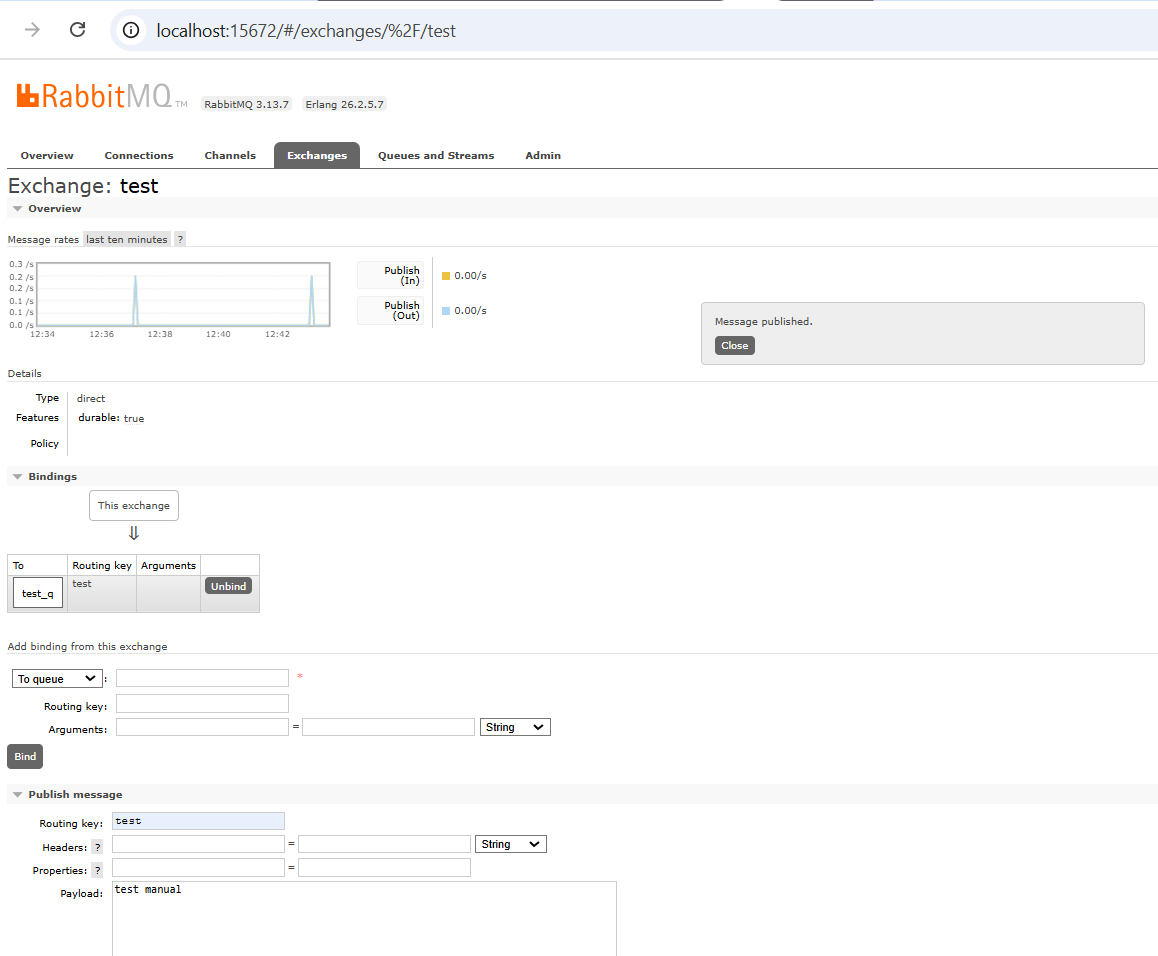 localhost:15672/#/exchanges/%2F/test
RabbitMQ TM RabbitMQ 3.13.7 Erlang 26.2.5.7
Overview Connections Channels Exchanges Queues and Streams Admin
Exchange: test
Overview
Message rates last ten minutes ?
0.3 /s
0.2 /s
0.2 /s
0.1 /s
0.1 /s
0.0 /s
12:34 12:36 12:38 12:40 12:42
Publish (In) 0.00/s
Publish (Out) 0.00/s
Message published.
Close
Details
Type direct
Features durable: true
Policy
Bindings
This exchange
⇓
To Routing key Arguments
test_q test Unbind
Add binding from this exchange
To queue : *
Routing key:
Arguments: = String
Bind
Publish message
Routing key: test
Headers: ? = String
Properties: ? =
Payload: test manual